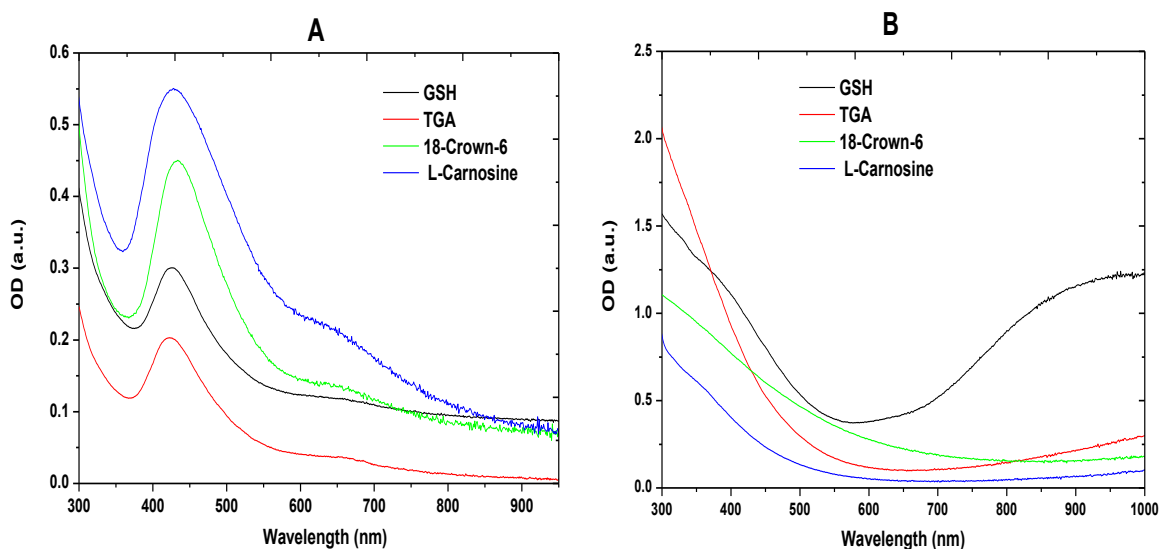 A
0.6
0.5
0.4
0.3
0.2
0.1
0.0
OD (a.u.)
GSH
TGA
18-Crown-6
L-Carnosine
300 400 500 600 700 800 900
Wavelength (nm)
B
2.5
2.0
1.5
1.0
0.5
0.0
OD (a.u.)
GSH
TGA
18-Crown-6
L-Carnosine
300 400 500 600 700 800 900 1000
Wavelength (nm)